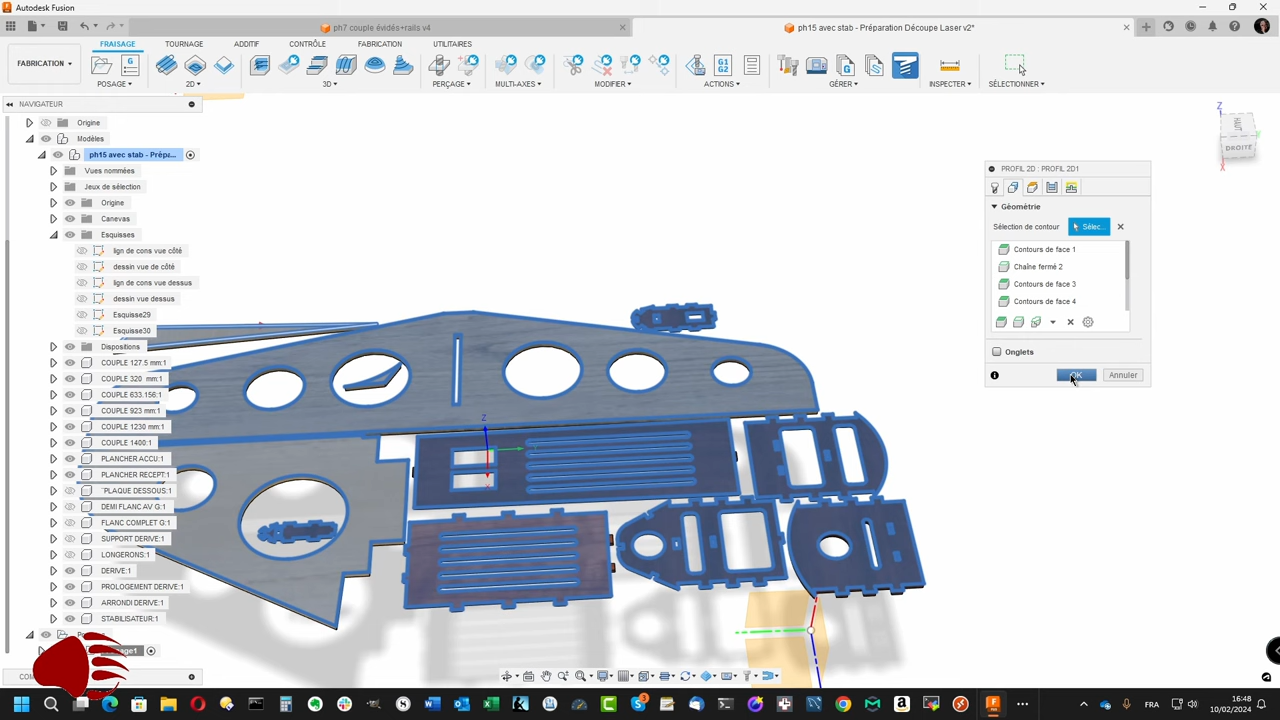 Autodesk Fusion
ph7 couple évidés+rails v4
ph15 avec stab - Préparation Découpe Laser v2*
FABRICATION
FRAISAGE
TOURNAGE
ADDITIF
CONTRÔLE
FABRICATION
UTILITAIRES
G1
G2
POSAGE
2D
3D
PERÇAGE
MULTI-AXES
MODIFIER
ACTIONS
GÉRER
INSPECTER
SÉLECTIONNER
NAVIGATEUR
Origine
Modèles
ph15 avec stab - Prépa...
Vues nommées
Jeux de sélection
Origine
Canevas
Esquisses
lign de cons vue côté
dessin vue de côté
lign de cons vue dessus
dessin vue dessus
Esquisse29
Esquisse30
Dispositions
COUPLE 127.5 mm:1
COUPLE 320 mm:1
COUPLE 633.156:1
COUPLE 923 mm:1
COUPLE 1230 mm:1
COUPLE 1400:1
PLANCHER ACCU:1
PLANCHER RECEPT:1
PLAQUE DESSOUS:1
DEMI FLANC AV G:1
FLANC COMPLET G:1
SUPPORT DERIVE:1
LONGERONS:1
DERIVE:1
PROLOGEMENT DERIVE:1
ARRONDI DERIVE:1
STABILISATEUR:1
PROFIL 2D : PROFIL 2D1
Géométrie
Sélection de contour
Sélec...
Contours de face 1
Chaîne fermé 2
Contours de face 3
Contours de face 4
Onglets
OK
Annuler
Z
HAUT
DROITE
Y
X
Z
FRA
16:48
10/02/2024